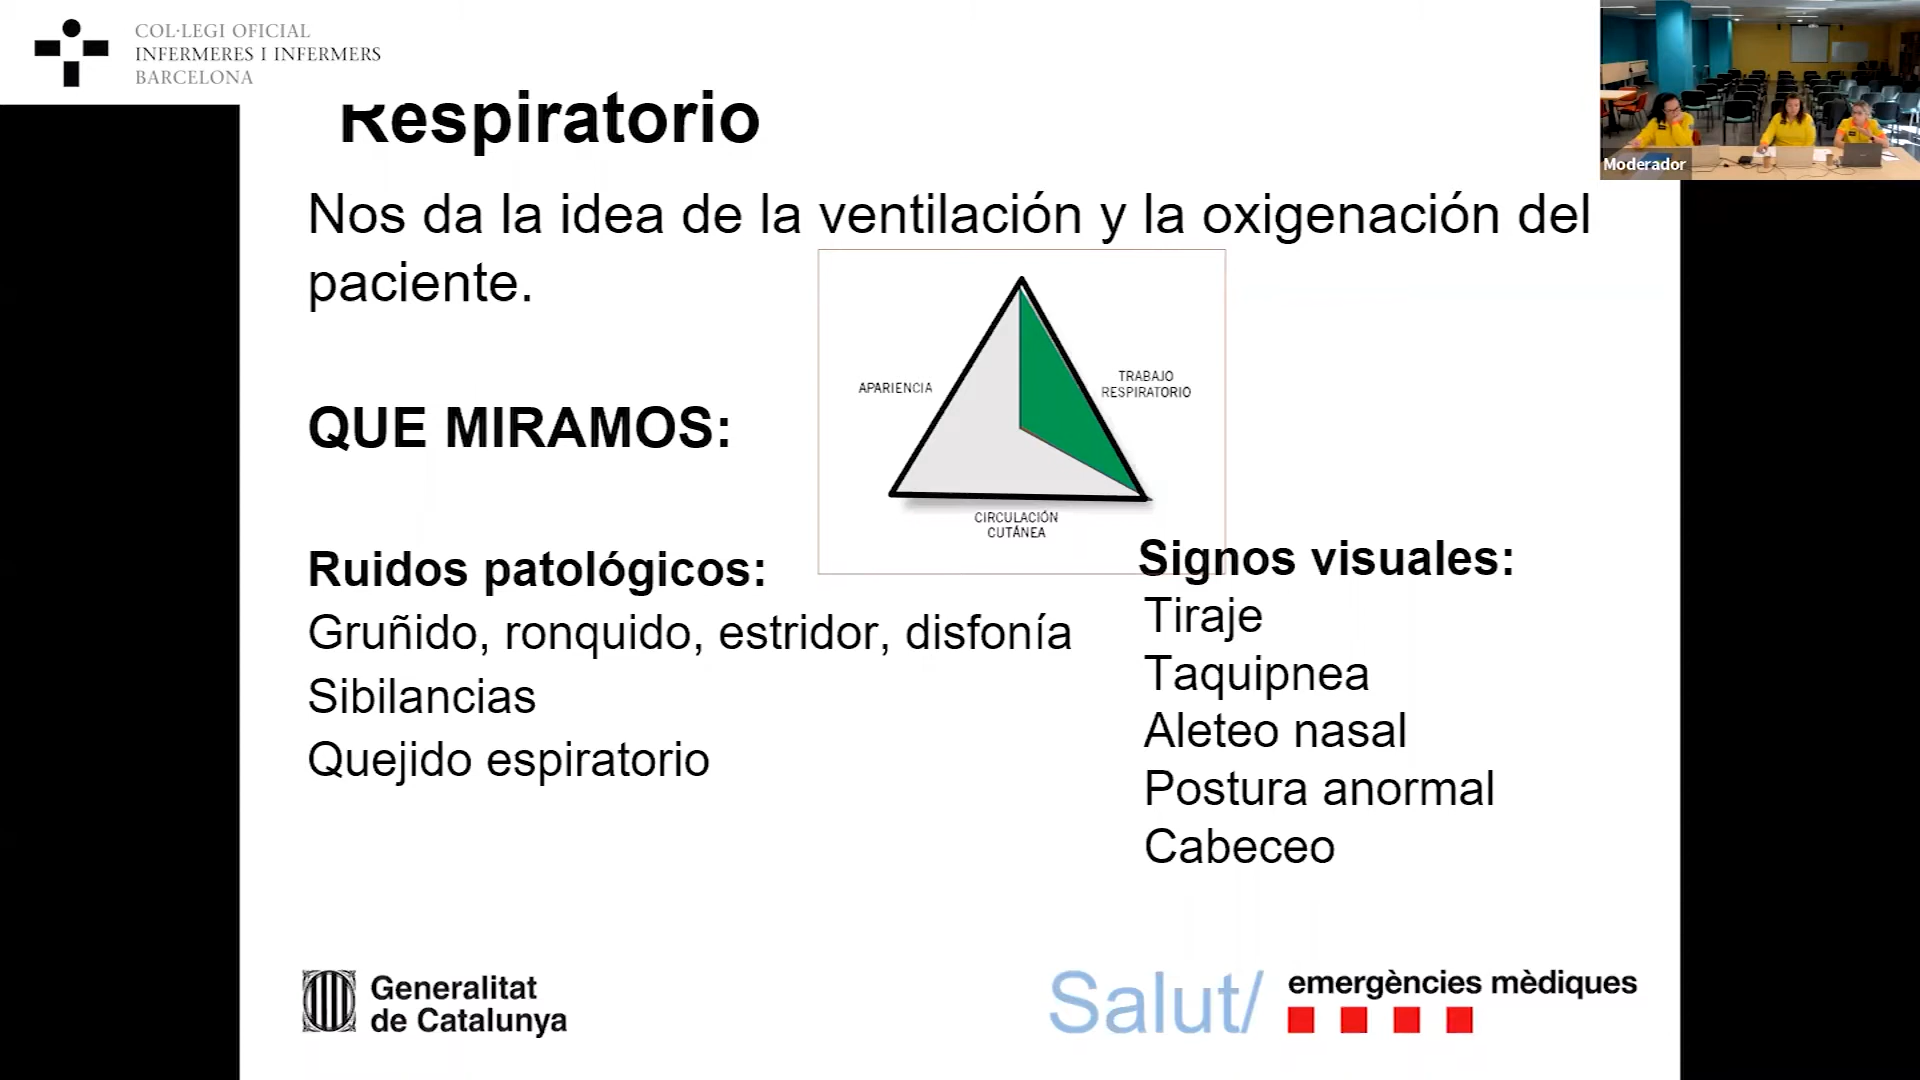 COL·LEGI OFICIAL
INFERMERES I INFERMERS
BARCELONA
Moderador
Respiratorio
Nos da la idea de la ventilación y la oxigenación del
paciente.
APARIENCIA
TRABAJO
RESPIRATORIO
CIRCULACIÓN
CUTÁNEA
QUE MIRAMOS:
Ruidos patológicos:
Gruñido, ronquido, estridor, disfonía
Sibilancias
Quejido espiratorio
Signos visuales:
Tiraje
Taquipnea
Aleteo nasal
Postura anormal
Cabeceo
Generalitat
de Catalunya
Salut/
emergències mèdiques